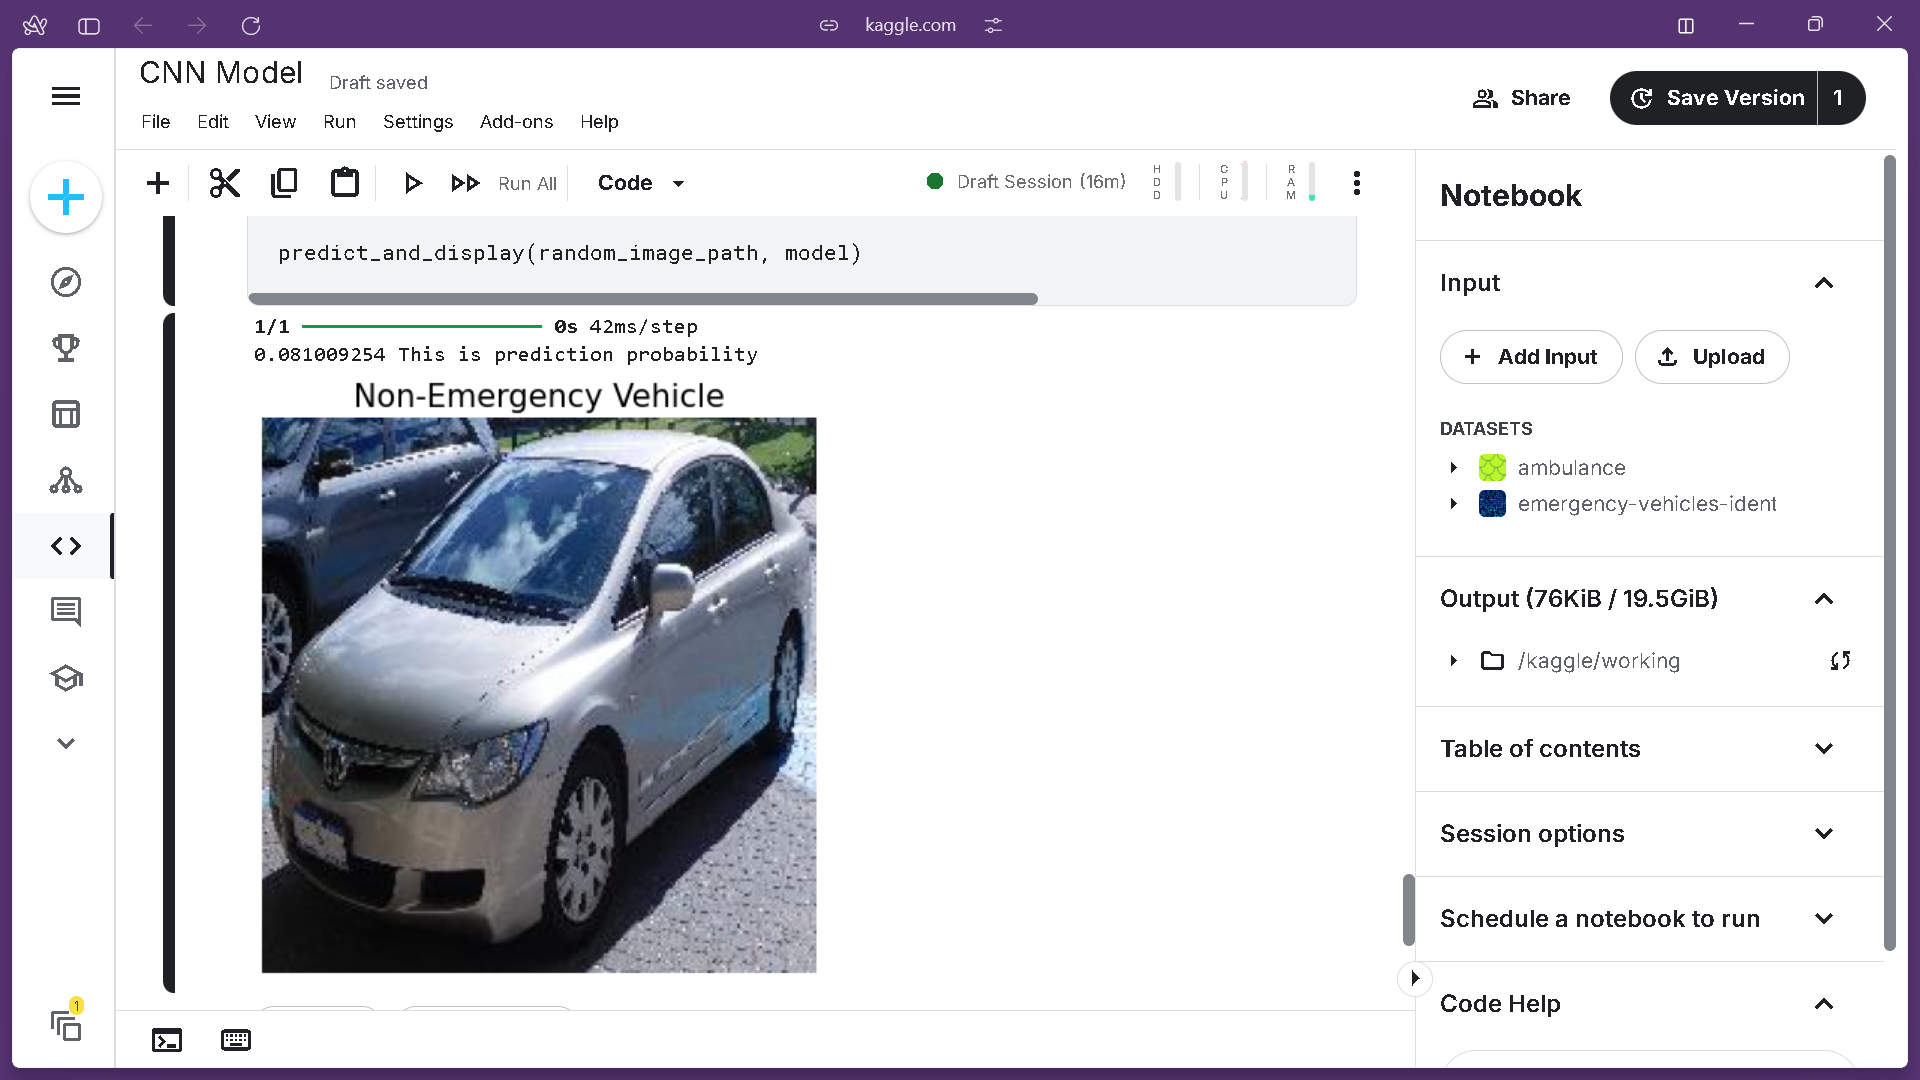 kaggle.com
CNN Model
Draft saved
File Edit View Run Settings Add-ons Help
Share
Save Version 1
Run All
Code
Draft Session (16m)
HDD
CPU
RAM
predict_and_display(random_image_path, model)
1/1 0s 42ms/step
0.081009254 This is prediction probability
Non-Emergency Vehicle
1
Notebook
Input
Add Input
Upload
DATASETS
ambulance
emergency-vehicles-ident
Output (76KiB / 19.5GiB)
/kaggle/working
Table of contents
Session options
Schedule a notebook to run
Code Help